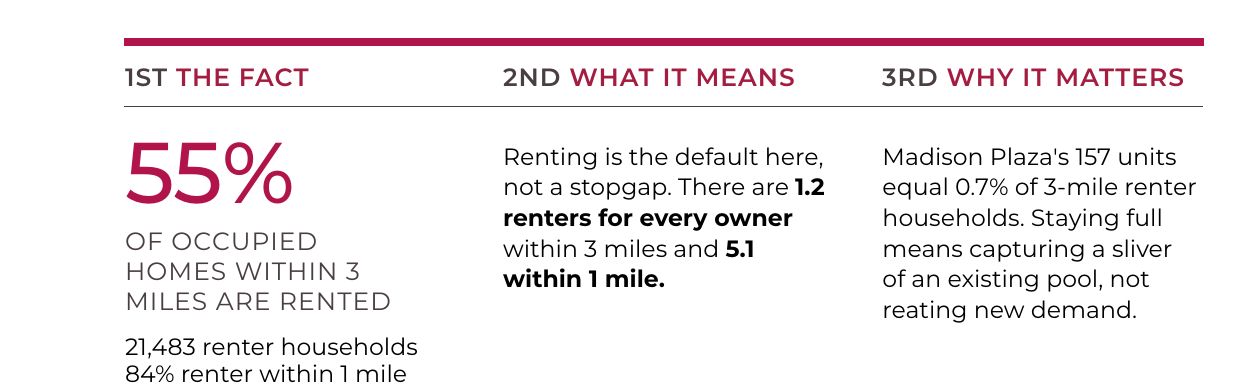 1ST THE FACT
55%
OF OCCUPIED
HOMES WITHIN 3
MILES ARE RENTED
21,483 renter households
84% renter within 1 mile
2ND WHAT IT MEANS
Renting is the default here,
not a stopgap. There are 1.2
renters for every owner
within 3 miles and 5.1
within 1 mile.
3RD WHY IT MATTERS
Madison Plaza's 157 units
equal 0.7% of 3-mile renter
households. Staying full
means capturing a sliver
of an existing pool, not
reating new demand.